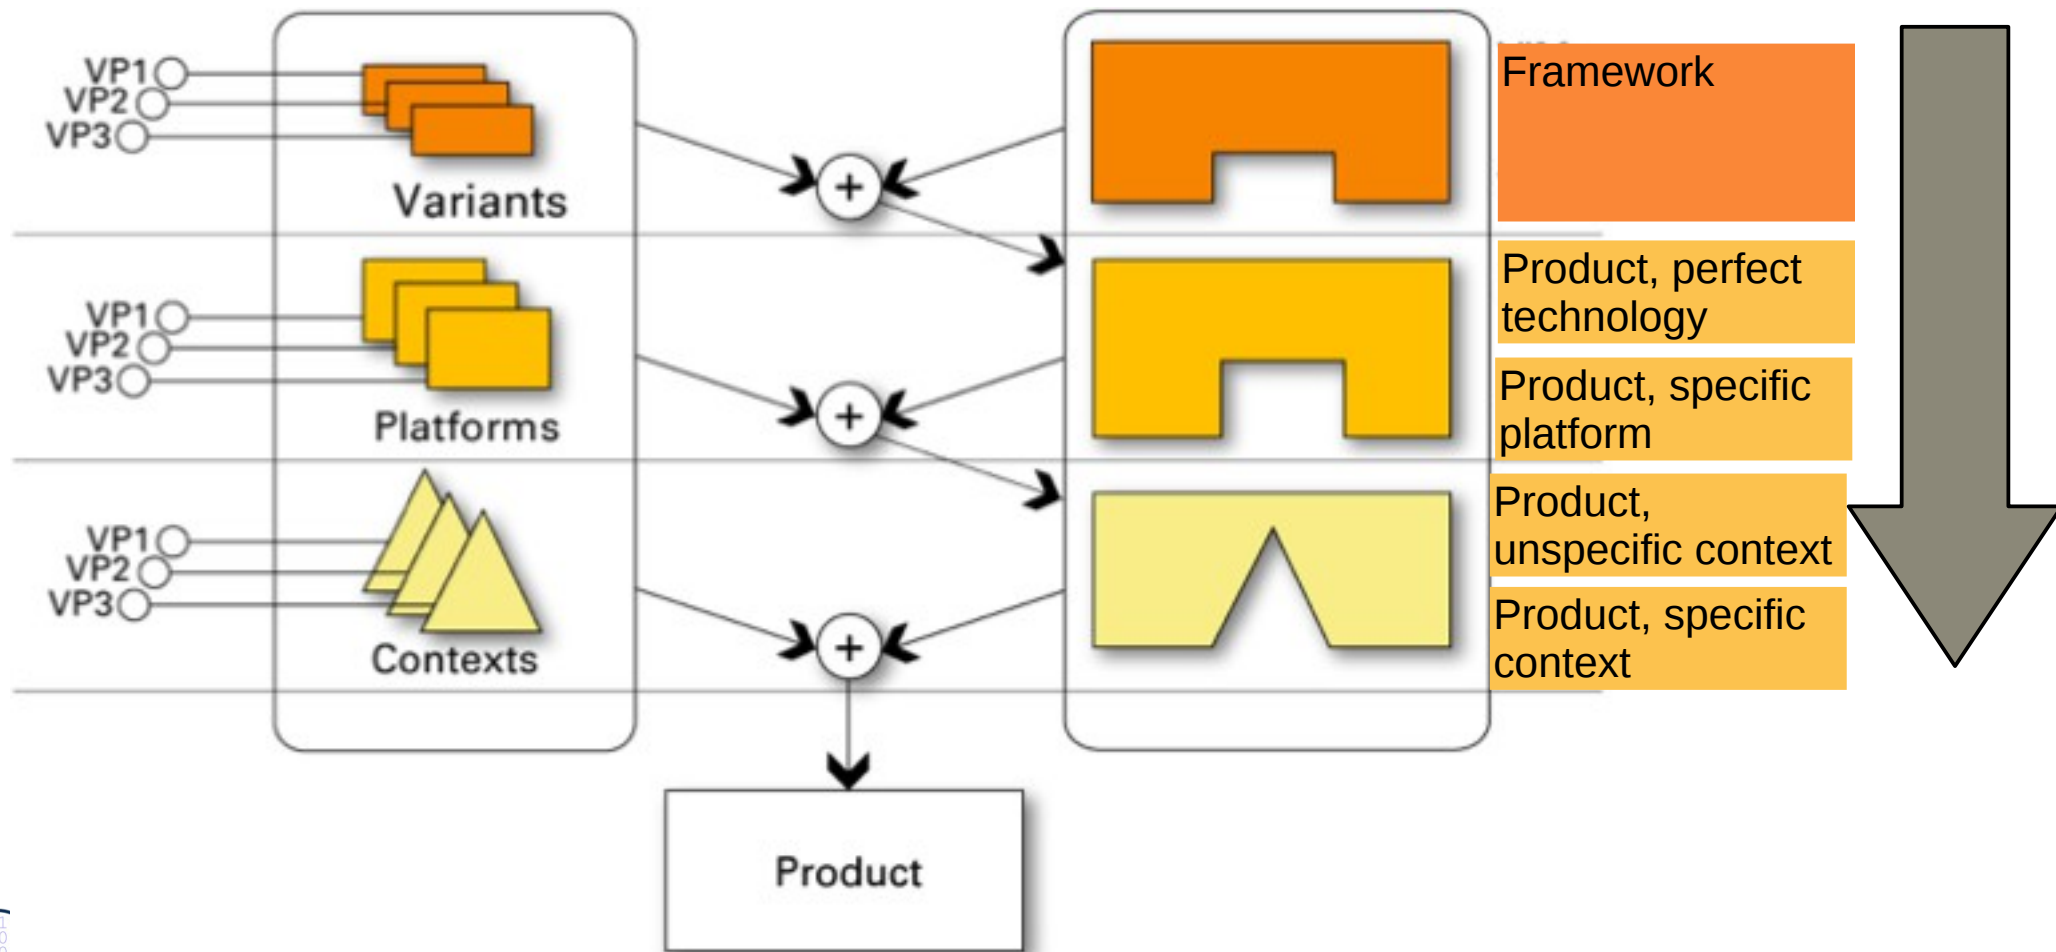 VP1
VP2
VP3
Variants
Framework
Product, perfect
technology
VP1
VP2
VP3
Platforms
Product, specific
platform
Product,
unspecific context
VP1
VP2
VP3
Contexts
Product, specific
context
+
+
+
Product